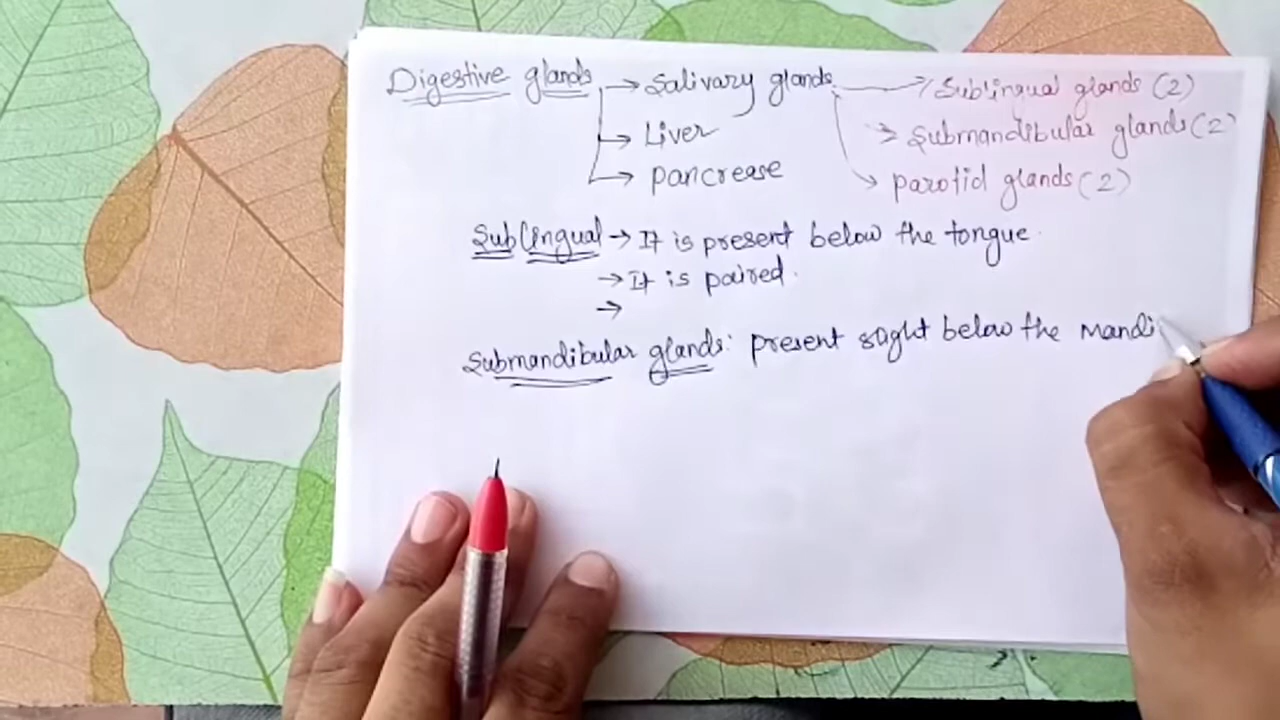 Digestive glands → Salivary glands → Sublingual glands (2)
→ Liver → Submandibular glands (2)
→ Pancrease → parotid glands (2)
Sublingual → It is present below the tongue.
→ It is paired.
→
Submandibular glands: present below the Mandi